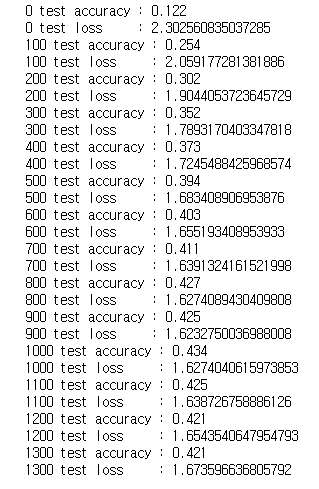 0 test accuracy : 0.122
0 test loss : 2.302560835037285
100 test accuracy : 0.254
100 test loss : 2.059177281381886
200 test accuracy : 0.302
200 test loss : 1.9044053723645729
300 test accuracy : 0.352
300 test loss : 1.7893170403347818
400 test accuracy : 0.373
400 test loss : 1.7245488425968574
500 test accuracy : 0.394
500 test loss : 1.683408906953876
600 test accuracy : 0.403
600 test loss : 1.655193408953933
700 test accuracy : 0.411
700 test loss : 1.6391324161521998
800 test accuracy : 0.427
800 test loss : 1.6274089430409808
900 test accuracy : 0.425
900 test loss : 1.6232750036988008
1000 test accuracy : 0.434
1000 test loss : 1.6274040615973853
1100 test accuracy : 0.425
1100 test loss : 1.638726758886126
1200 test accuracy : 0.421
1200 test loss : 1.6543540647954793
1300 test accuracy : 0.421
1300 test loss : 1.673596636805792